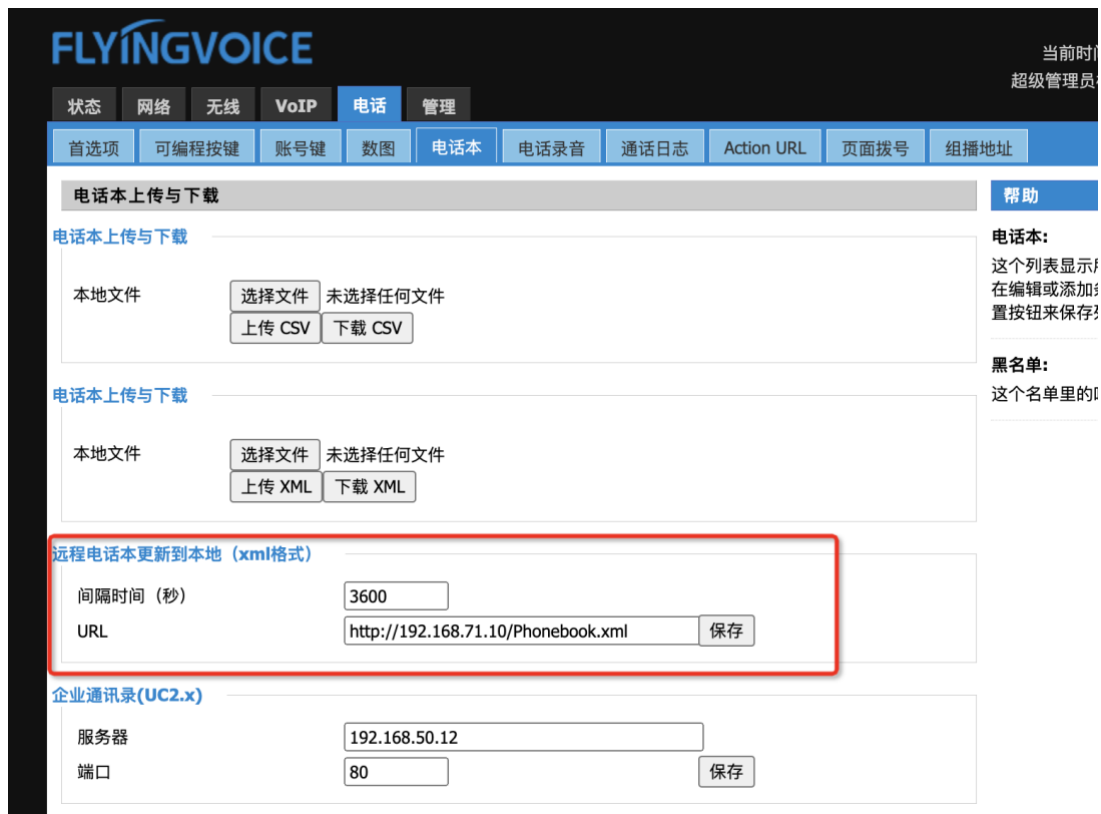 FLYINGVOICE
当前时间
超级管理员
状态 网络 无线 VoIP 电话 管理
首选项 可编程按键 账号键 数图 电话本 电话录音 通话日志 Action URL 页面拨号 组播地址
电话本上传与下载
电话本上传与下载
本地文件 选择文件 未选择任何文件
上传 CSV 下载 CSV
电话本上传与下载
本地文件 选择文件 未选择任何文件
上传 XML 下载 XML
远程电话本更新到本地（xml格式）
间隔时间（秒） 3600
URL http://192.168.71.10/Phonebook.xml 保存
企业通讯录(UC2.x)
服务器 192.168.50.12
端口 80 保存
帮助
电话本:
这个列表显示
在编辑或添加
置按钮来保存
黑名单:
这个名单里的